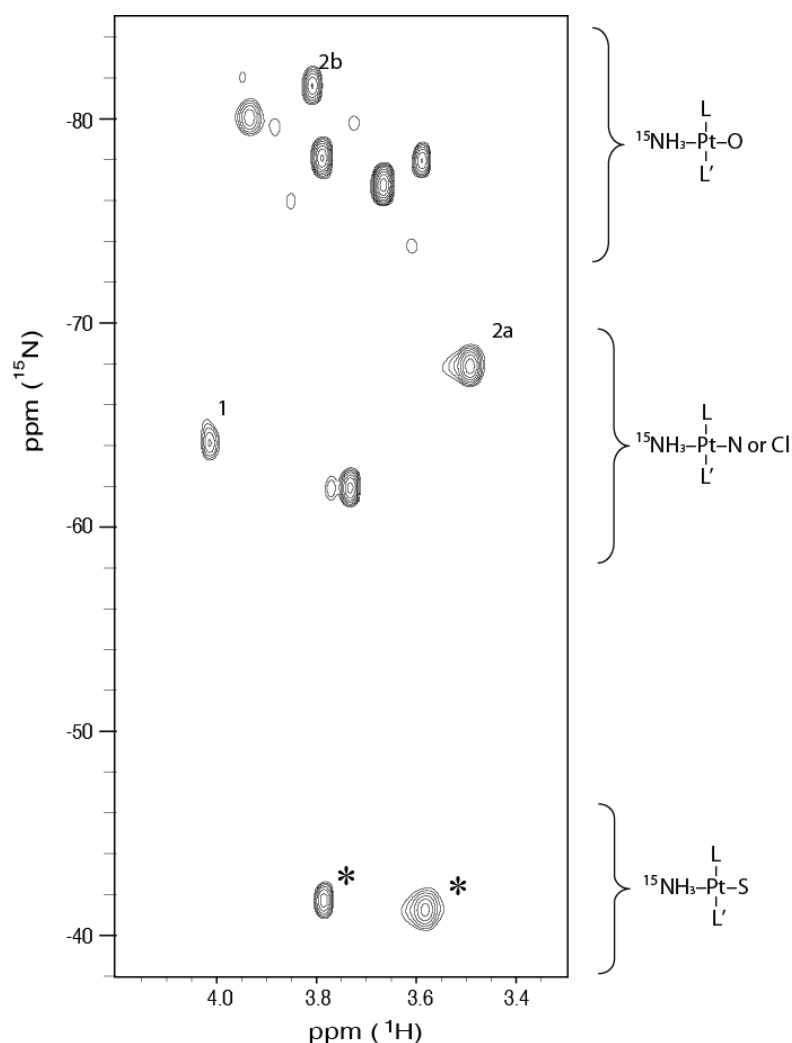 2b
-80
L
¹⁵NH₃–Pt–O
L′
-70
2a
1
L
¹⁵NH₃–Pt–N or Cl
L′
-60
ppm (¹⁵N)
-50
*
*
L
¹⁵NH₃–Pt–S
L′
-40
4.0 3.8 3.6 3.4
ppm (¹H)